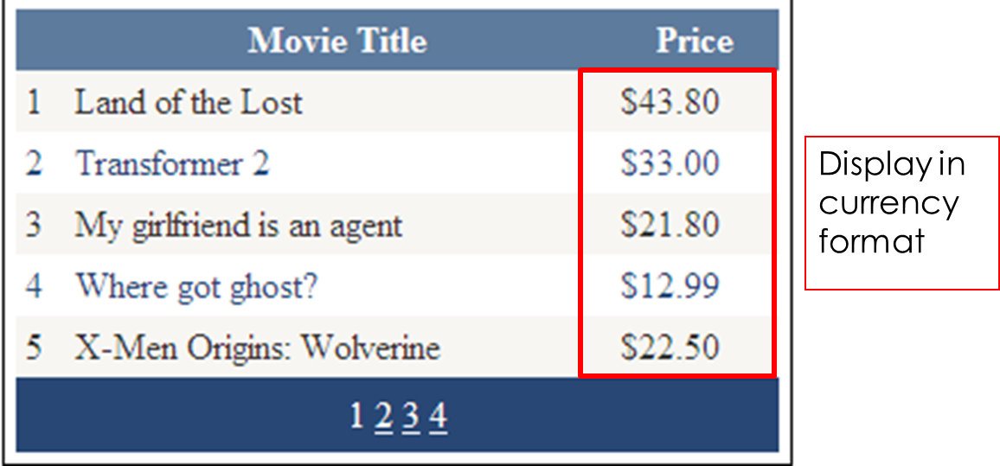 Movie Title Price
1 Land of the Lost $43.80
2 Transformer 2 $33.00
3 My girlfriend is an agent $21.80
4 Where got ghost? $12.99
5 X-Men Origins: Wolverine $22.50
1 2 3 4
Display in
currency
format